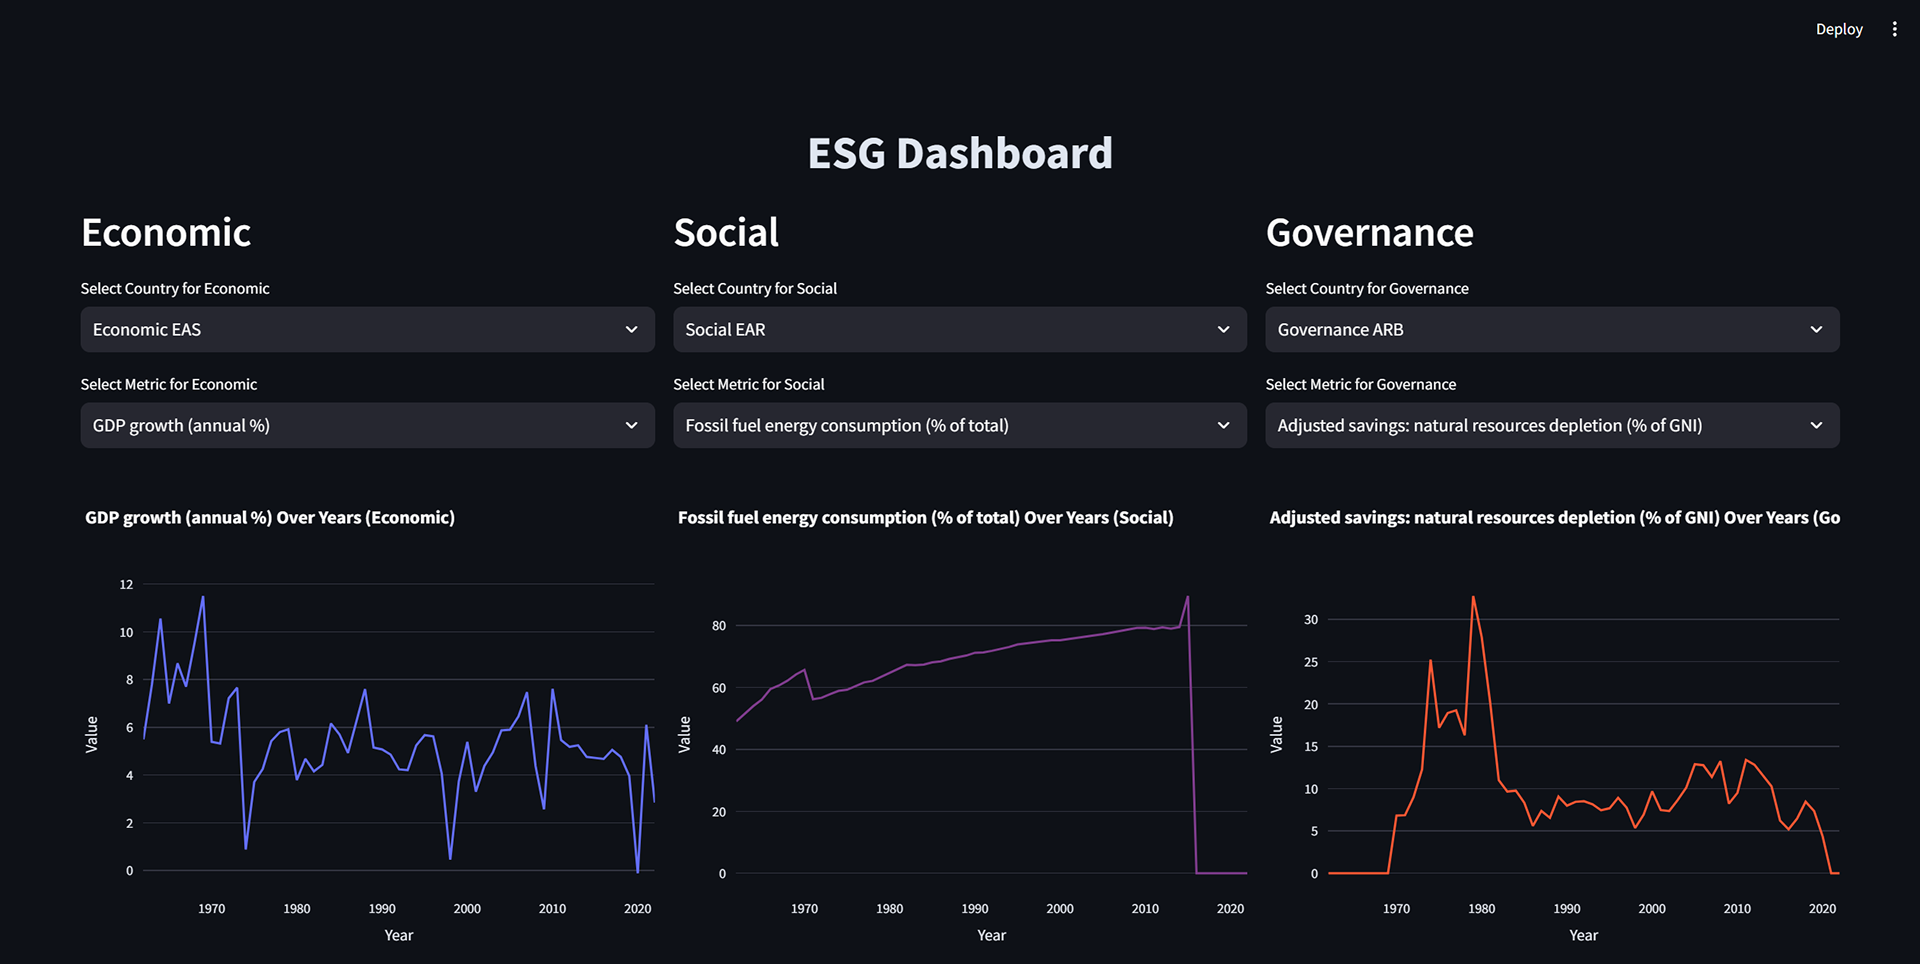 Deploy
ESG Dashboard
Economic
Select Country for Economic
Economic EAS
Select Metric for Economic
GDP growth (annual %)
GDP growth (annual %) Over Years (Economic)
12
10
8
6
4
2
0
Value
1970 1980 1990 2000 2010 2020
Year
Social
Select Country for Social
Social EAR
Select Metric for Social
Fossil fuel energy consumption (% of total)
Fossil fuel energy consumption (% of total) Over Years (Social)
80
60
40
20
0
Value
1970 1980 1990 2000 2010 2020
Year
Governance
Select Country for Governance
Governance ARB
Select Metric for Governance
Adjusted savings: natural resources depletion (% of GNI)
Adjusted savings: natural resources depletion (% of GNI) Over Years (Go
30
25
20
15
10
5
0
Value
1970 1980 1990 2000 2010 2020
Year